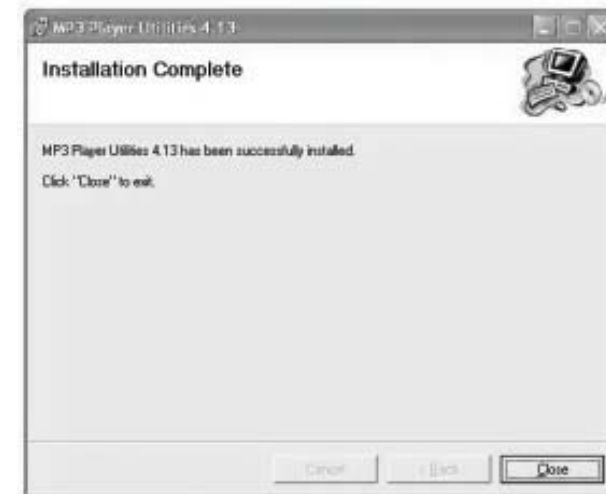 MP3 Player Utilities 4.13
Installation Complete
MP3 Player Utilities 4.13 has been successfully installed.
Click "Close" to exit.
Cancel
< Back
Close